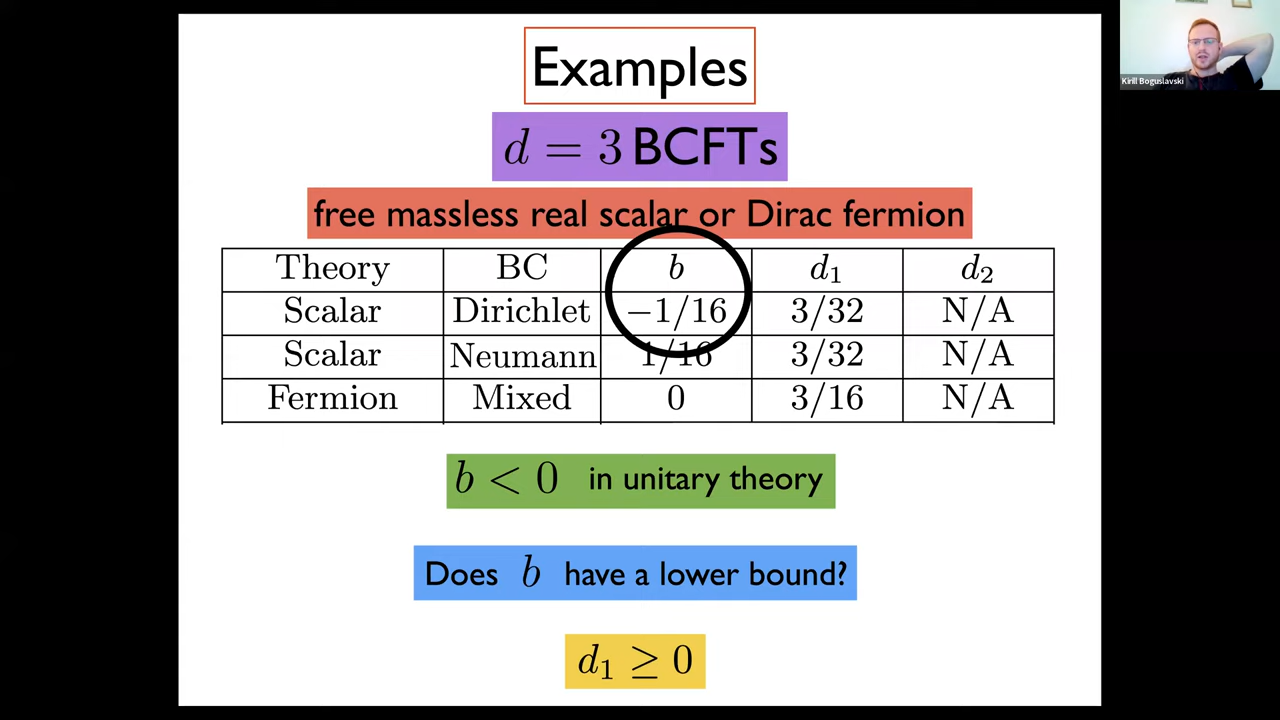 Examples
d = 3 BCFTs
free massless real scalar or Dirac fermion
Theory BC b d₁ d₂
Scalar Dirichlet −1/16 3/32 N/A
Scalar Neumann 1/16 3/32 N/A
Fermion Mixed 0 3/16 N/A
b < 0 in unitary theory
Does b have a lower bound?
d₁ ≥ 0
Kirill Boguslavski